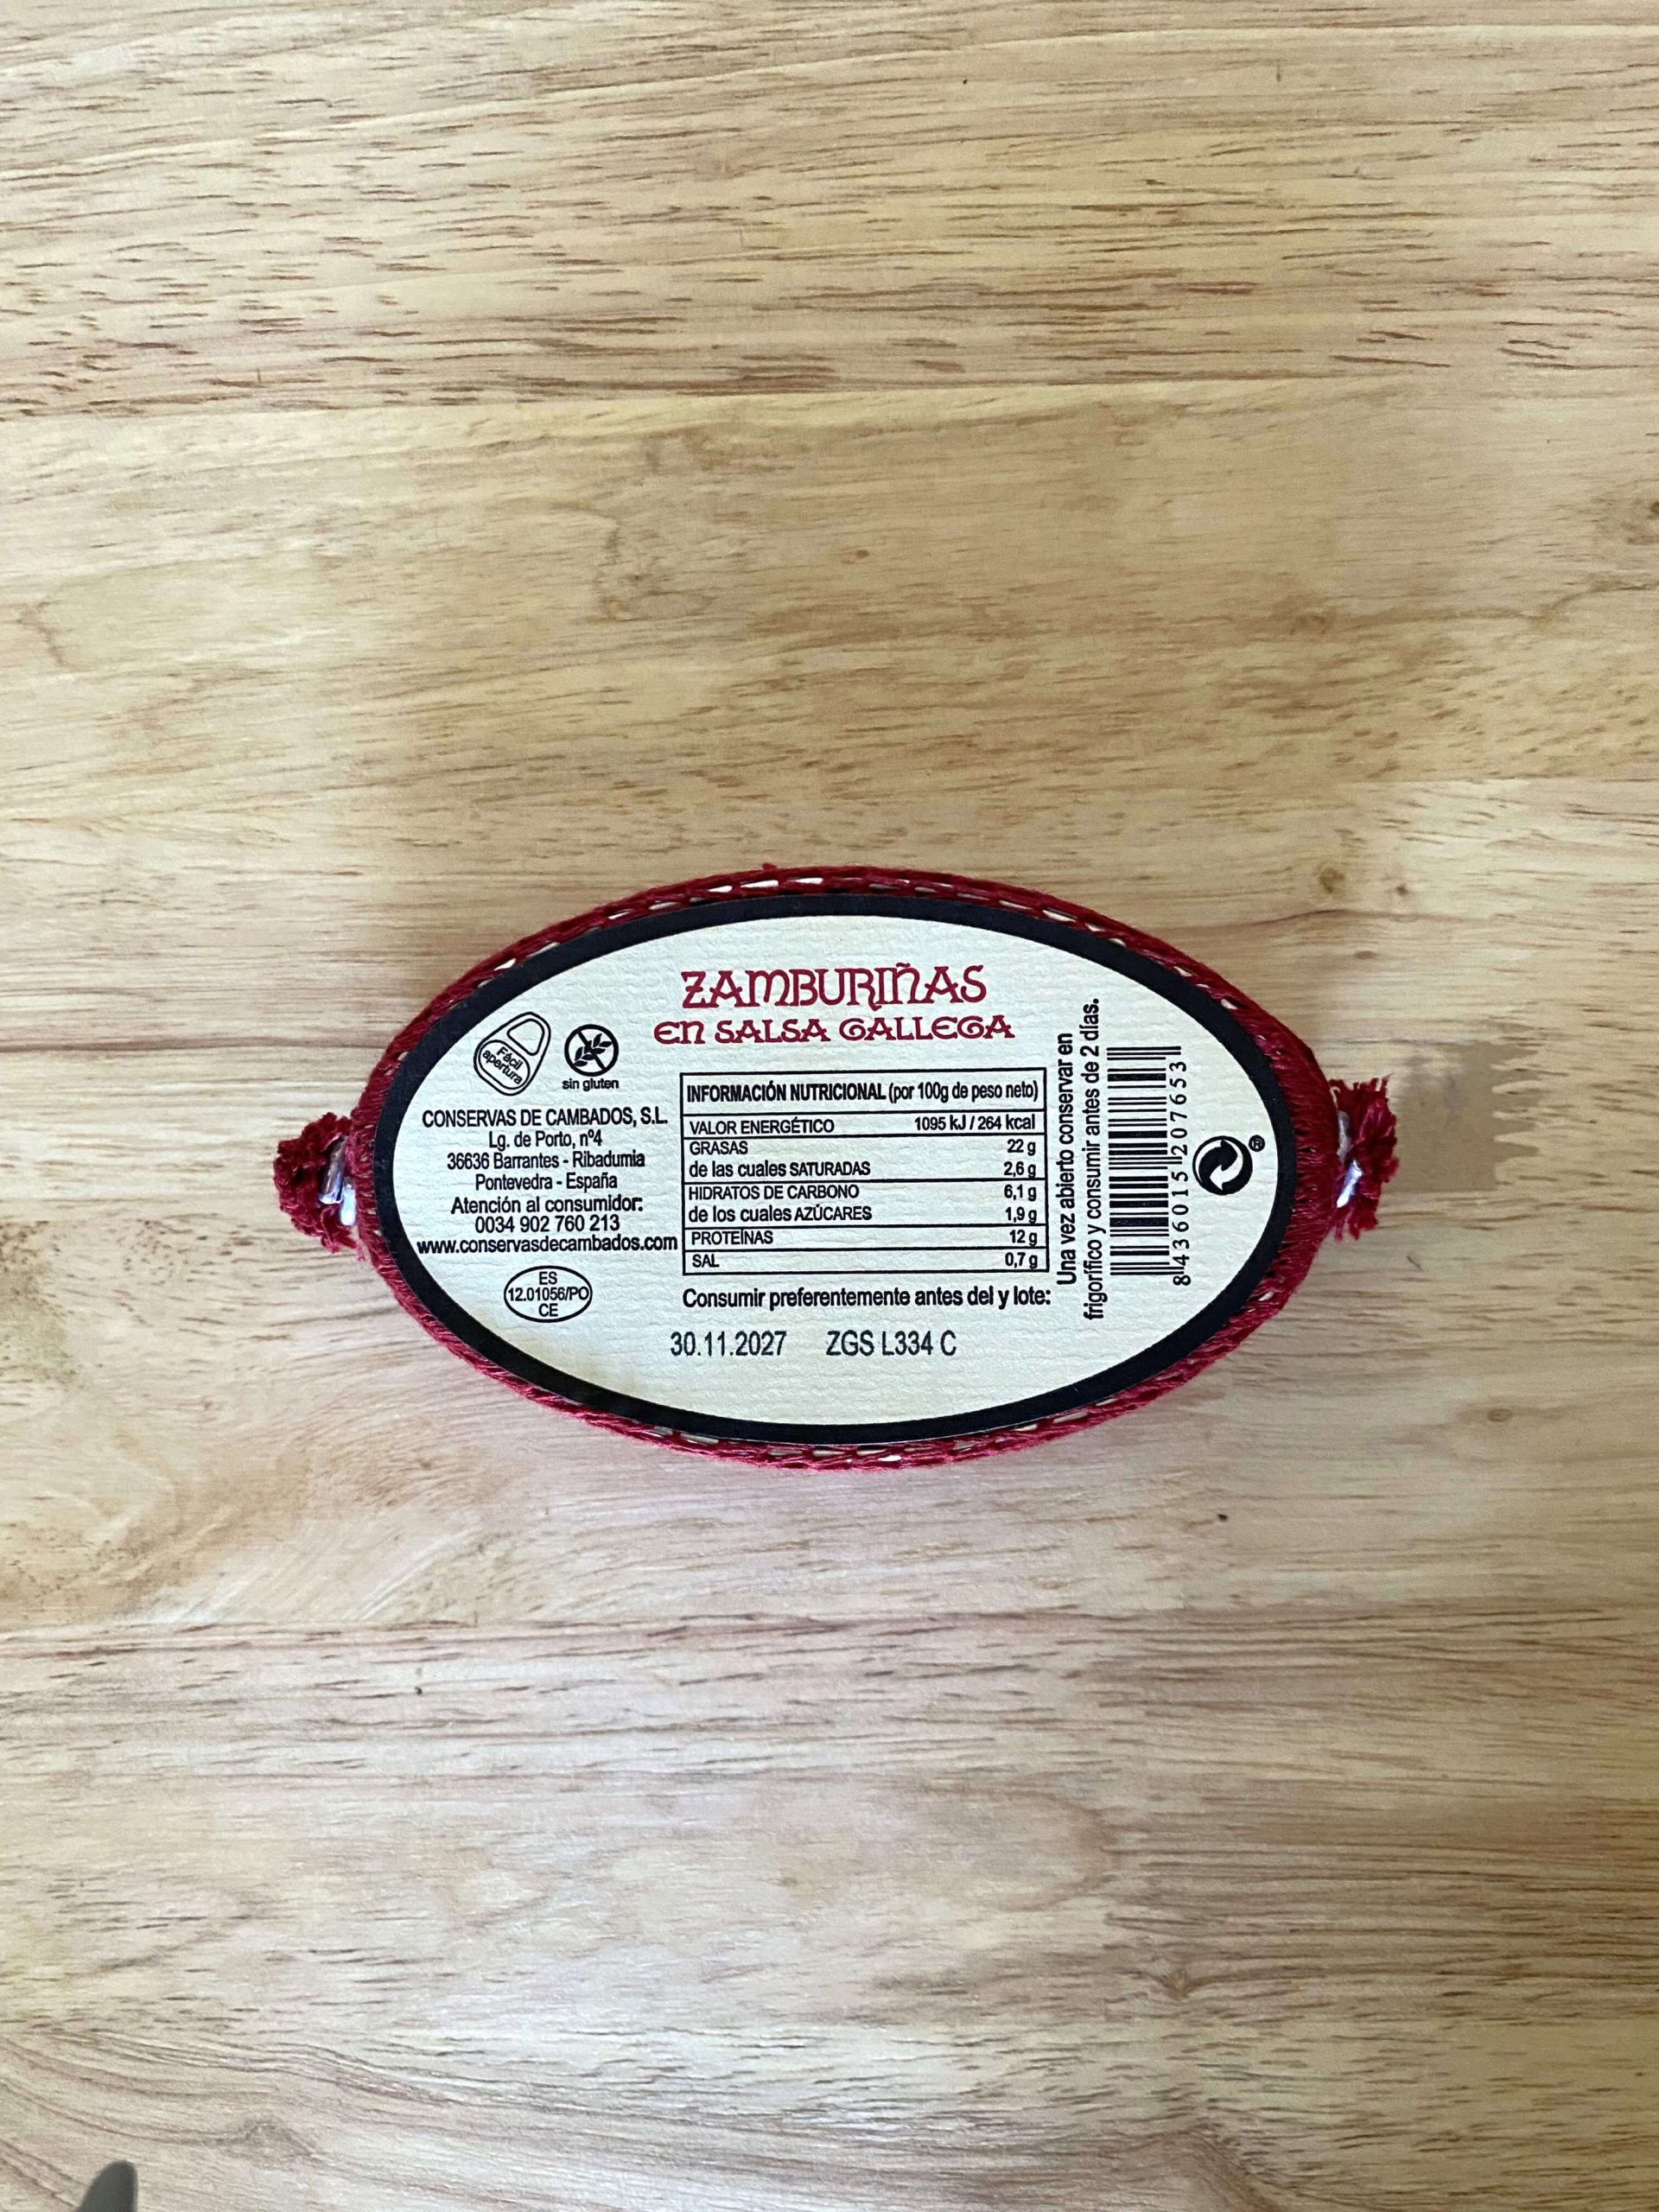 ZAMBURIÑAS
EN SALSA GALLEGA
Fácil
apertura
sin gluten
CONSERVAS DE CAMBADOS, S.L.
Lg. de Porto, nº4
36636 Barrantes - Ribadumia
Pontevedra - España
Atención al consumidor:
0034 902 760 213
www.conservasdecambados.com
ES
12.01056/PO
CE
INFORMACIÓN NUTRICIONAL (por 100g de peso neto)
VALOR ENERGÉTICO 1095 kJ / 264 kcal
GRASAS 22 g
de las cuales SATURADAS 2,6 g
HIDRATOS DE CARBONO 6,1 g
de los cuales AZÚCARES 1,9 g
PROTEÍNAS 12 g
SAL 0,7 g
Consumir preferentemente antes del y lote:
30.11.2027 ZGS L334 C
Una vez abierto conservar en
frigorífico y consumir antes de 2 días.
8 436015 207653
®